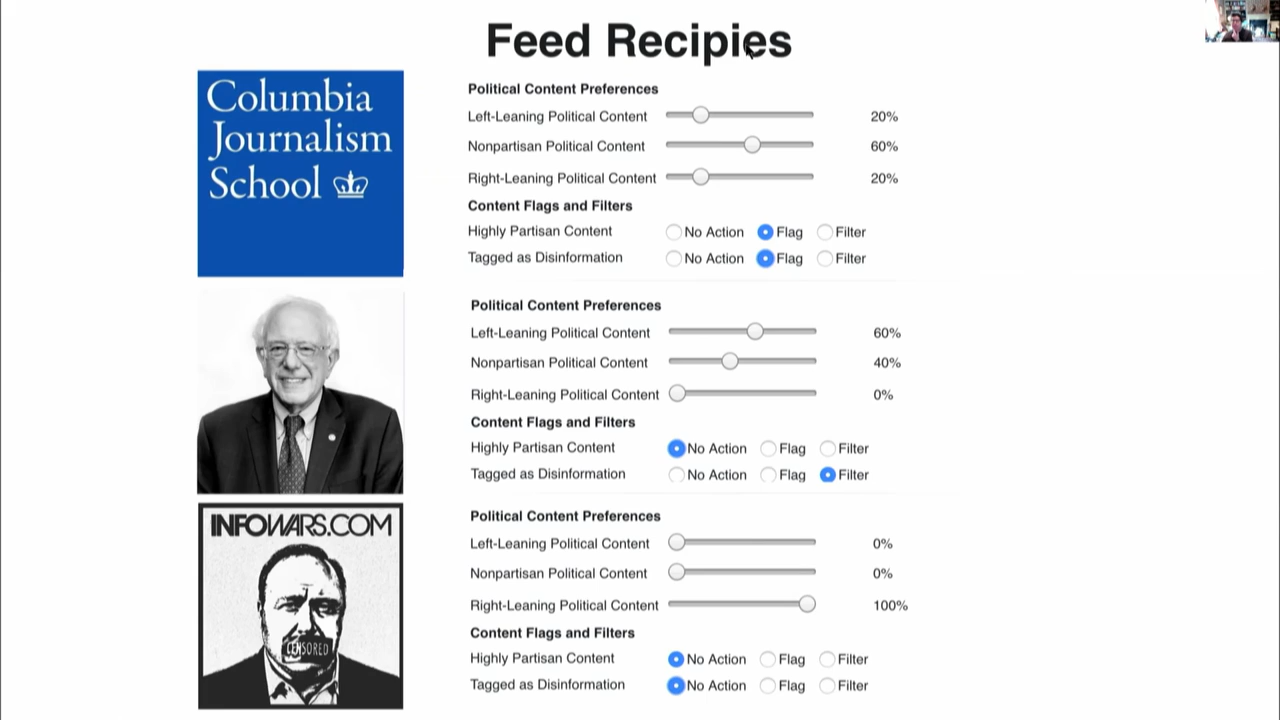 Feed Recipies
Columbia
Journalism
School
Political Content Preferences
Left-Leaning Political Content 20%
Nonpartisan Political Content 60%
Right-Leaning Political Content 20%
Content Flags and Filters
Highly Partisan Content No Action Flag Filter
Tagged as Disinformation No Action Flag Filter
Political Content Preferences
Left-Leaning Political Content 60%
Nonpartisan Political Content 40%
Right-Leaning Political Content 0%
Content Flags and Filters
Highly Partisan Content No Action Flag Filter
Tagged as Disinformation No Action Flag Filter
INFOWARS.COM
CENSORED
Political Content Preferences
Left-Leaning Political Content 0%
Nonpartisan Political Content 0%
Right-Leaning Political Content 100%
Content Flags and Filters
Highly Partisan Content No Action Flag Filter
Tagged as Disinformation No Action Flag Filter